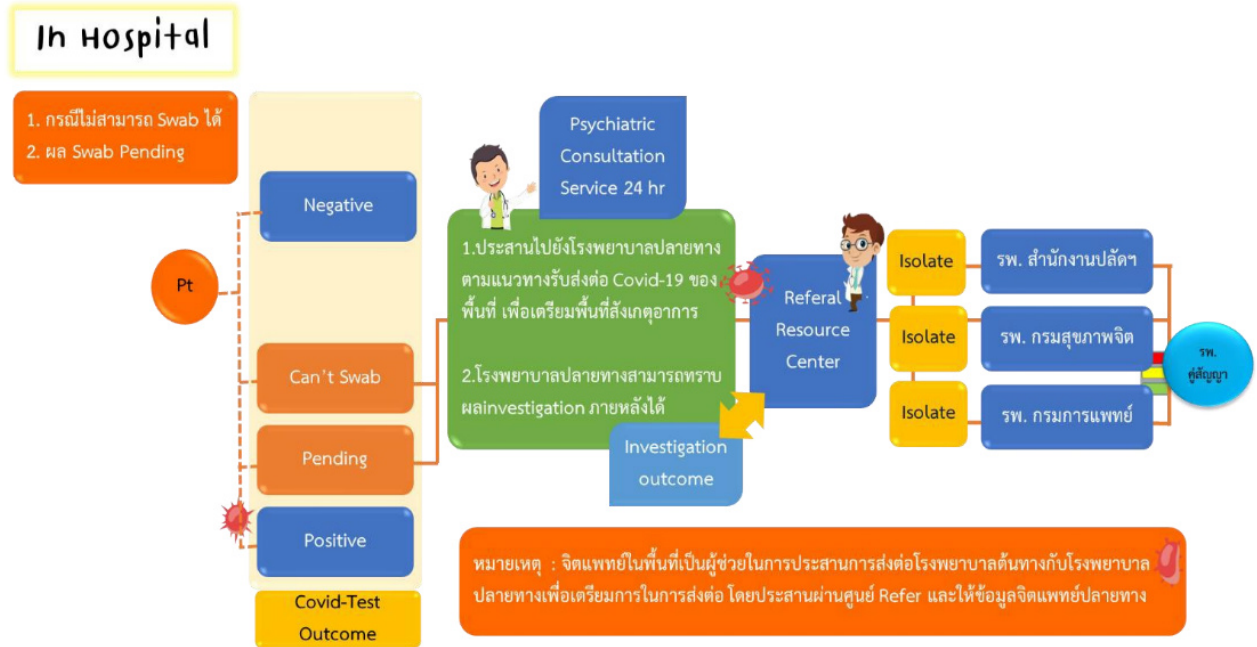 In Hospital
1. กรณีไม่สามารถ Swab ได้
2. ผล Swab Pending
Pt
Negative
Can't Swab
Pending
Positive
Covid-Test
Outcome
Psychiatric
Consultation
Service 24 hr
1.ประสานไปยังโรงพยาบาลปลายทาง
ตามแนวทางรับส่งต่อ Covid-19 ของ
พื้นที่ เพื่อเตรียมพื้นที่สังเกตอาการ
2.โรงพยาบาลปลายทางสามารถทราบ
ผลinvestigation ภายหลังได้
Investigation
outcome
Referal
Resource
Center
Isolate
รพ. สำนักงานปลัดฯ
Isolate
รพ. กรมสุขภาพจิต
Isolate
รพ. กรมการแพทย์
รพ.
คู่สัญญา
หมายเหตุ : จิตแพทย์ในพื้นที่เป็นผู้ช่วยในการประสานการส่งต่อโรงพยาบาลต้นทางกับโรงพยาบาล
ปลายทางเพื่อเตรียมการในการส่งต่อ โดยประสานผ่านศูนย์ Refer และให้ข้อมูลจิตแพทย์ปลายทาง